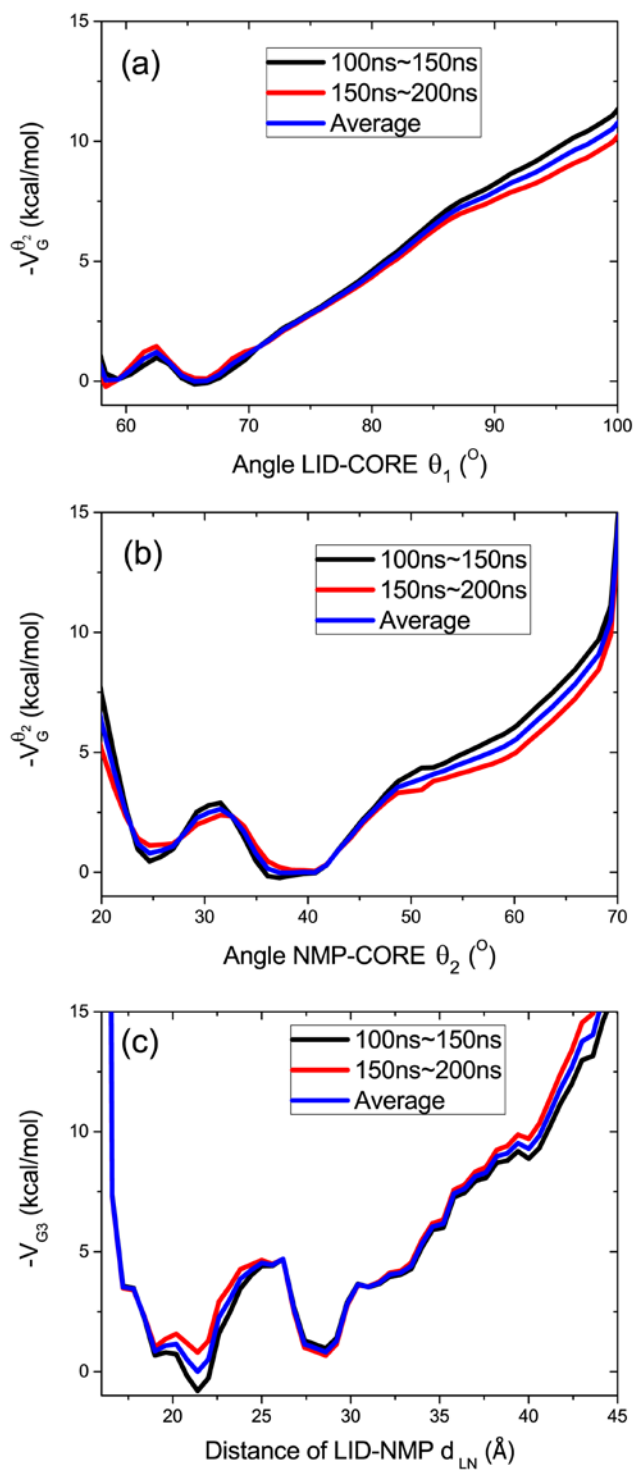 15
(a)
100ns~150ns
150ns~200ns
Average
10
5
0
-V_G^θ₂ (kcal/mol)
60 70 80 90 100
Angle LID-CORE θ₁ (°)
15
(b)
100ns~150ns
150ns~200ns
Average
10
5
0
-V_G^θ₂ (kcal/mol)
20 30 40 50 60 70
Angle NMP-CORE θ₂ (°)
15
(c)
100ns~150ns
150ns~200ns
Average
10
5
0
-V_G3 (kcal/mol)
20 25 30 35 40 45
Distance of LID-NMP d_LN (Å)